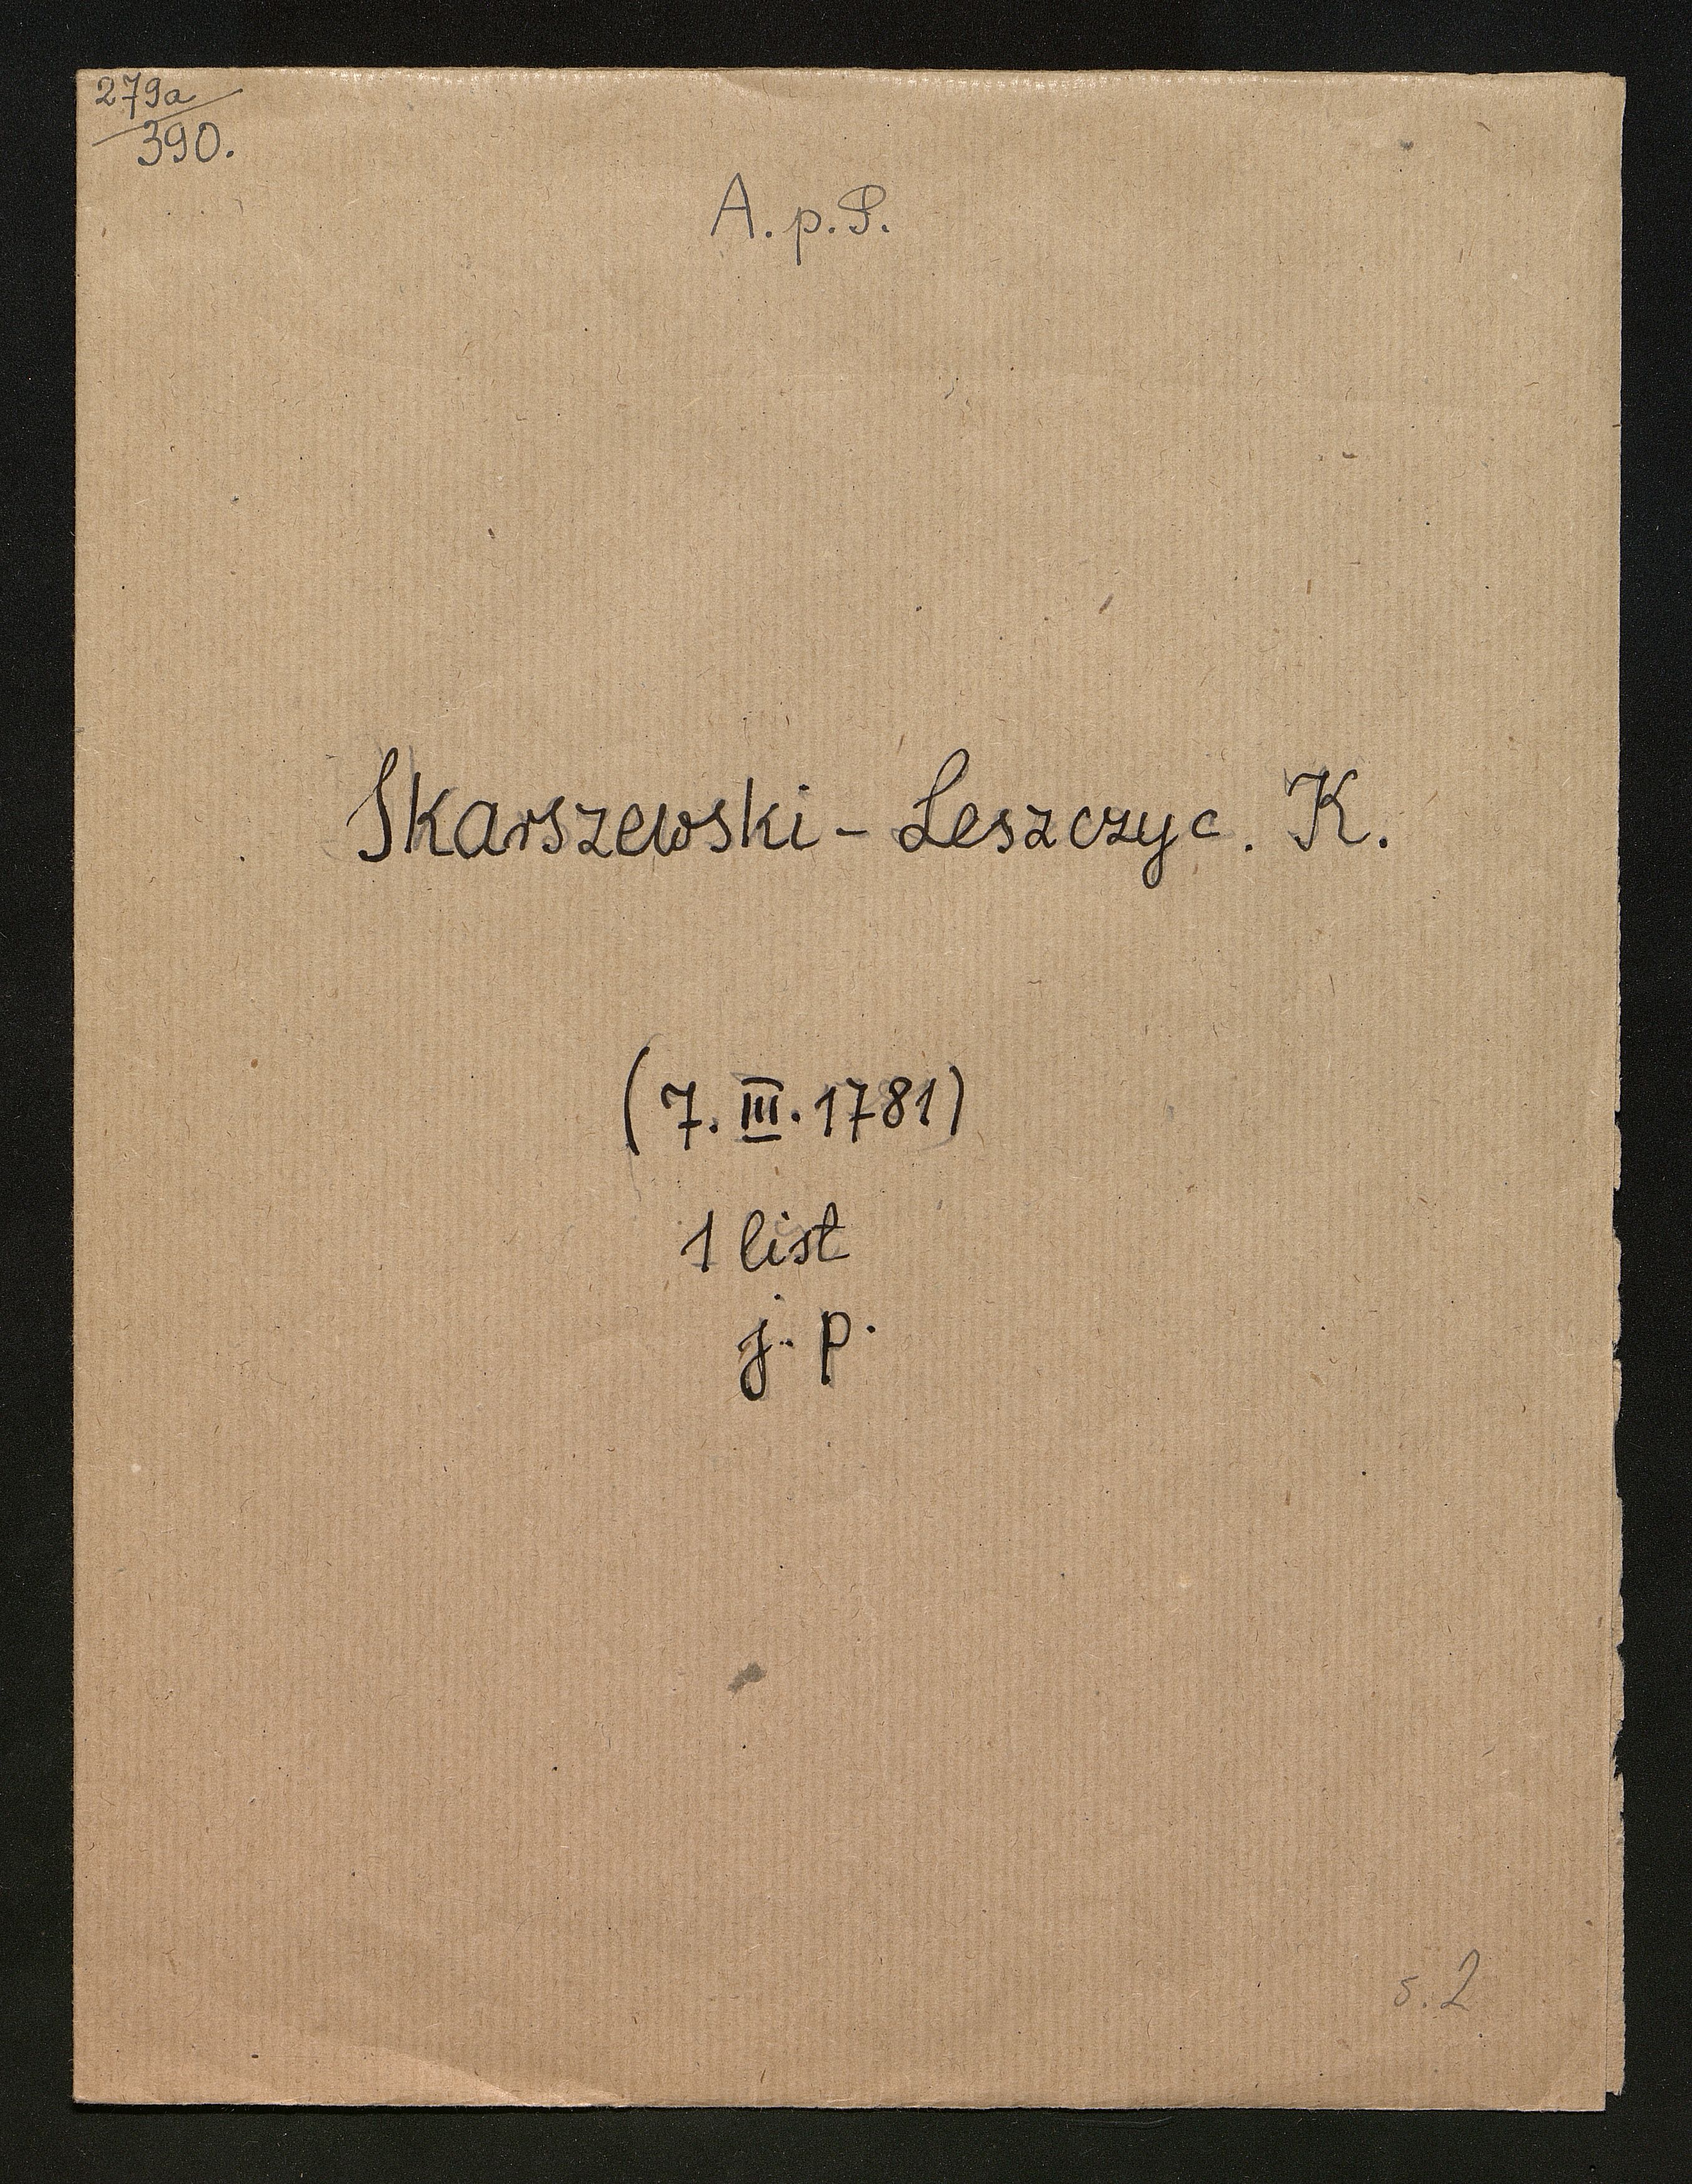 279a
390.
A. p. P.
Skarszewski - Leszczyc. K.
(7. III. 1781)
1 list
j. p.
s. 2